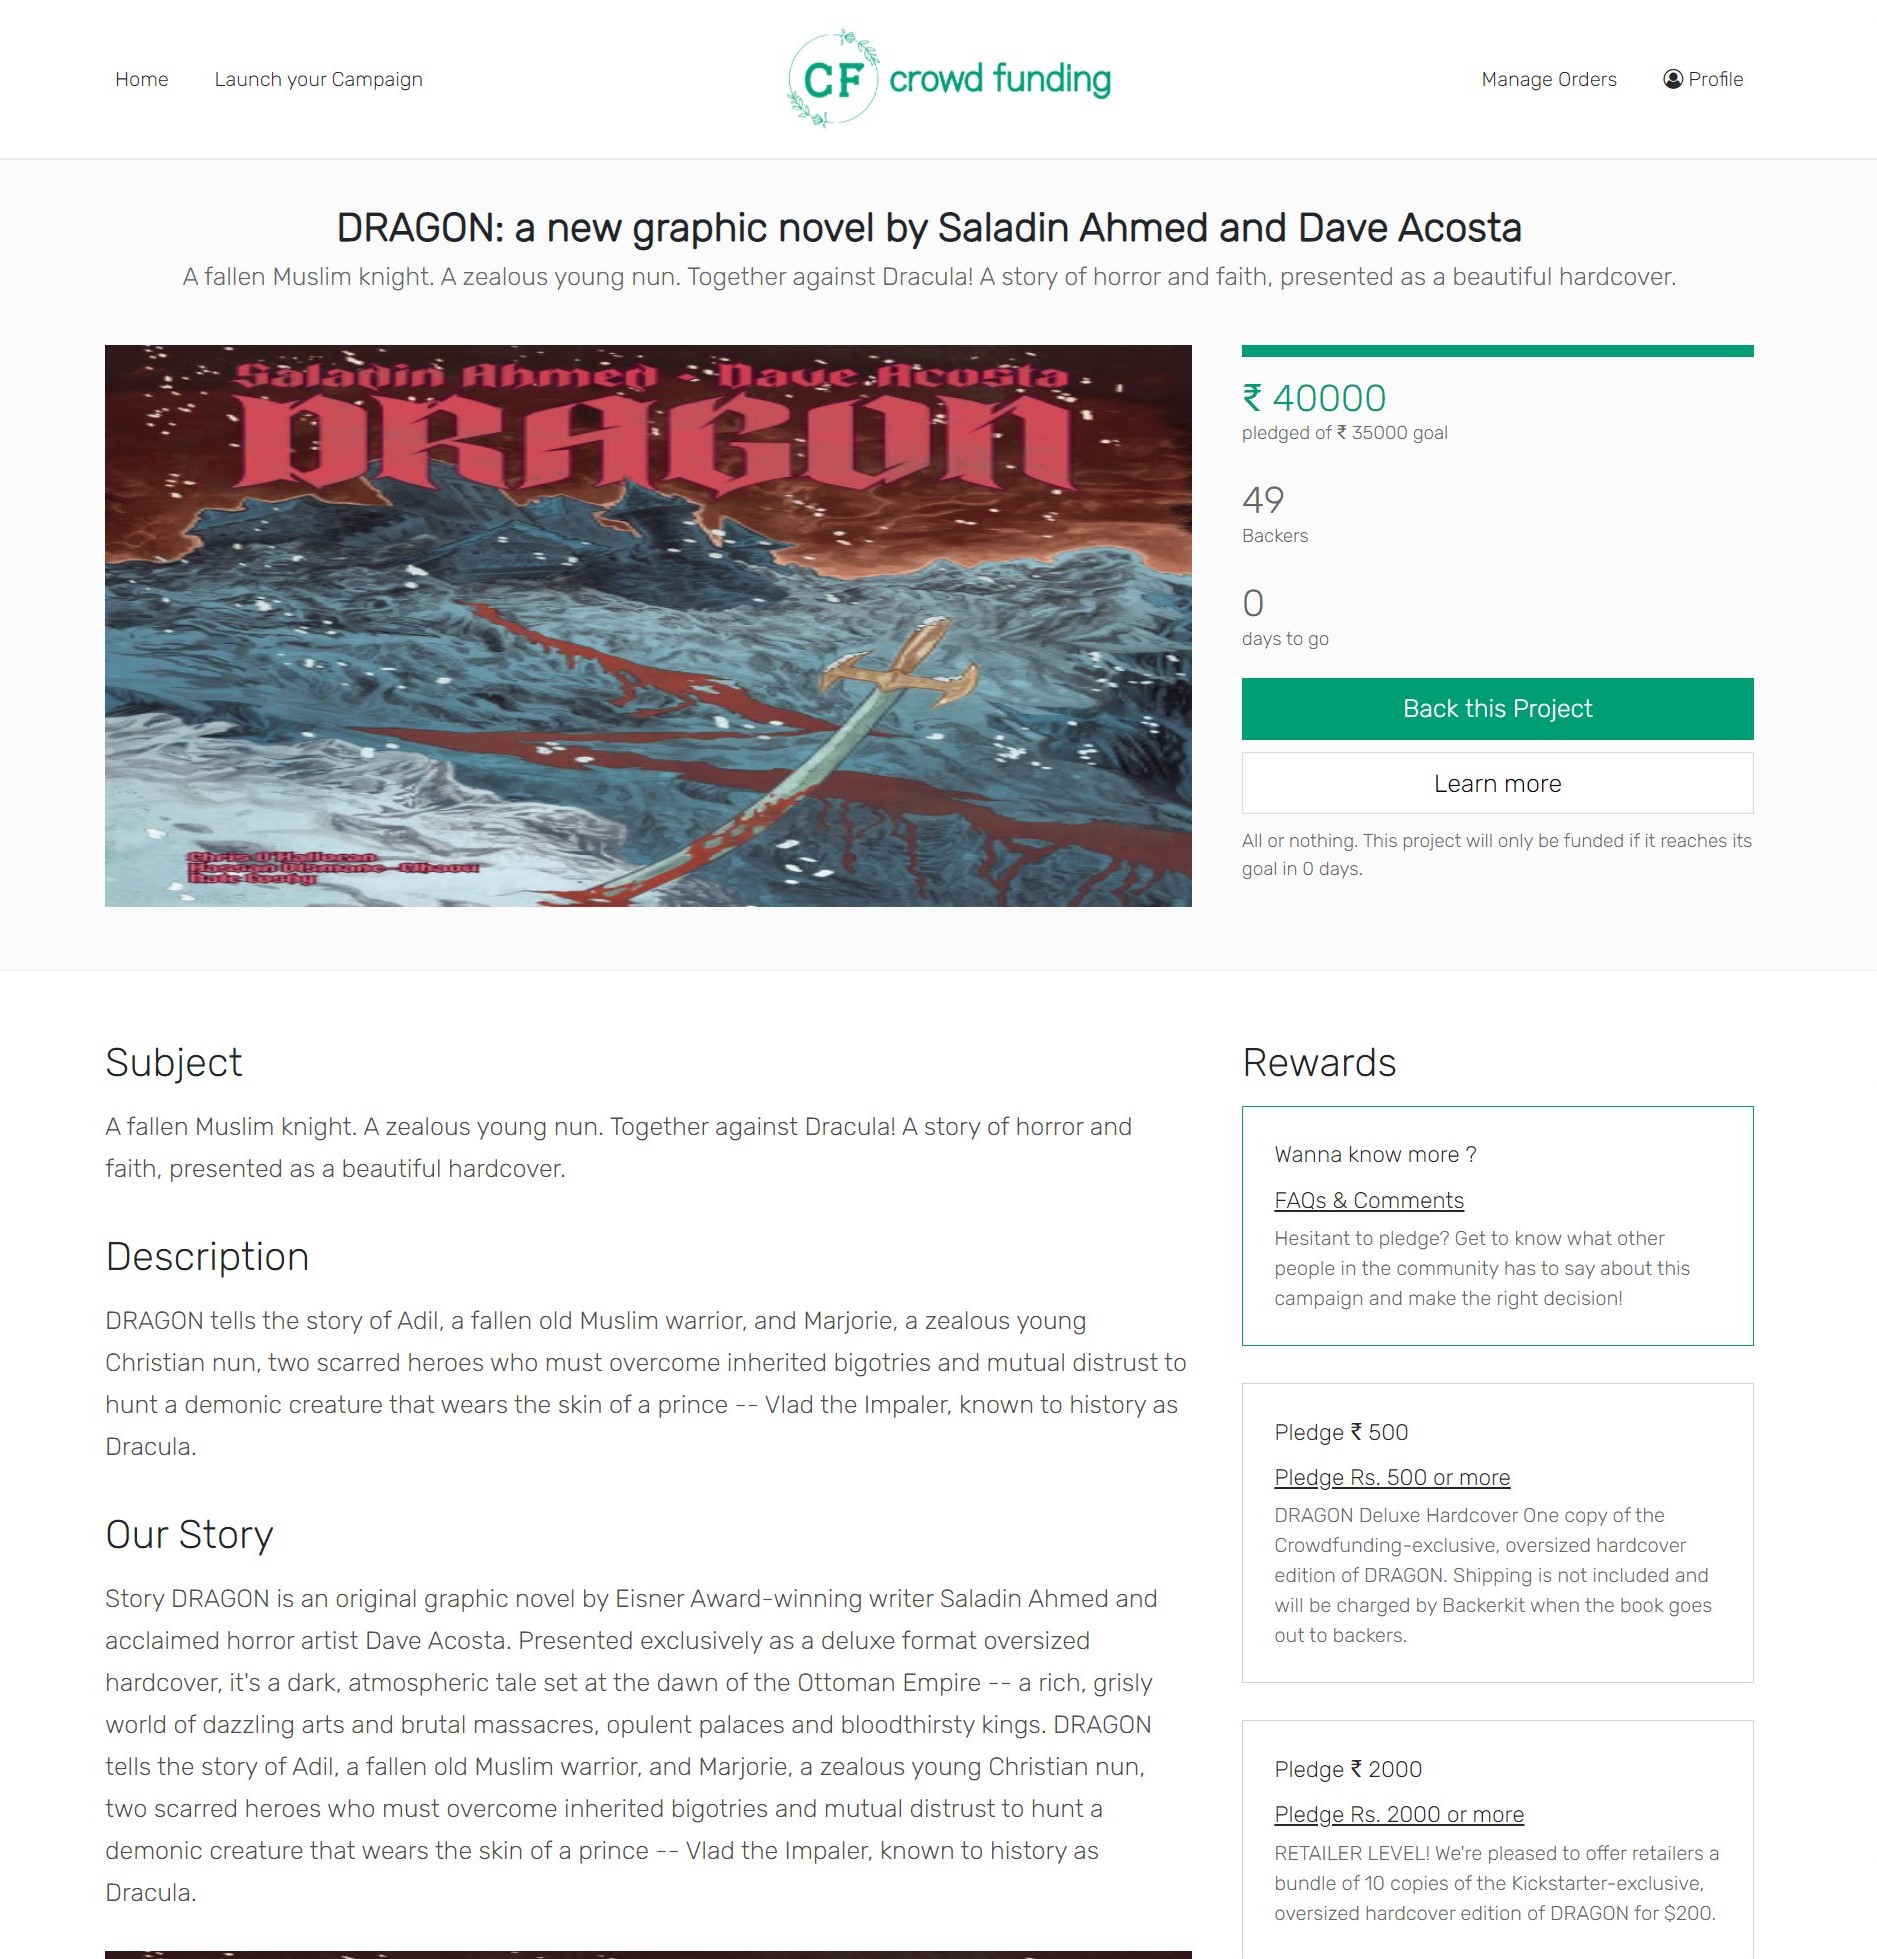 Home
Launch your Campaign
CF crowd funding
Manage Orders
Profile
DRAGON: a new graphic novel by Saladin Ahmed and Dave Acosta
A fallen Muslim knight. A zealous young nun. Together against Dracula! A story of horror and faith, presented as a beautiful hardcover.
Saladin Ahmed · Dave Acosta
DRAGON
Chris O'Halloran
₹ 40000
pledged of ₹ 35000 goal
49
Backers
0
days to go
Back this Project
Learn more
All or nothing. This project will only be funded if it reaches its
goal in 0 days.
Subject
A fallen Muslim knight. A zealous young nun. Together against Dracula! A story of horror and
faith, presented as a beautiful hardcover.
Description
DRAGON tells the story of Adil, a fallen old Muslim warrior, and Marjorie, a zealous young
Christian nun, two scarred heroes who must overcome inherited bigotries and mutual distrust to
hunt a demonic creature that wears the skin of a prince -- Vlad the Impaler, known to history as
Dracula.
Our Story
Story DRAGON is an original graphic novel by Eisner Award-winning writer Saladin Ahmed and
acclaimed horror artist Dave Acosta. Presented exclusively as a deluxe format oversized
hardcover, it's a dark, atmospheric tale set at the dawn of the Ottoman Empire -- a rich, grisly
world of dazzling arts and brutal massacres, opulent palaces and bloodthirsty kings. DRAGON
tells the story of Adil, a fallen old Muslim warrior, and Marjorie, a zealous young Christian nun,
two scarred heroes who must overcome inherited bigotries and mutual distrust to hunt a
demonic creature that wears the skin of a prince -- Vlad the Impaler, known to history as
Dracula.
Rewards
Wanna know more ?
FAQs & Comments
Hesitant to pledge? Get to know what other
people in the community has to say about this
campaign and make the right decision!
Pledge ₹ 500
Pledge Rs. 500 or more
DRAGON Deluxe Hardcover One copy of the
Crowdfunding-exclusive, oversized hardcover
edition of DRAGON. Shipping is not included and
will be charged by Backerkit when the book goes
out to backers.
Pledge ₹ 2000
Pledge Rs. 2000 or more
RETAILER LEVEL! We're pleased to offer retailers a
bundle of 10 copies of the Kickstarter-exclusive,
oversized hardcover edition of DRAGON for $200.